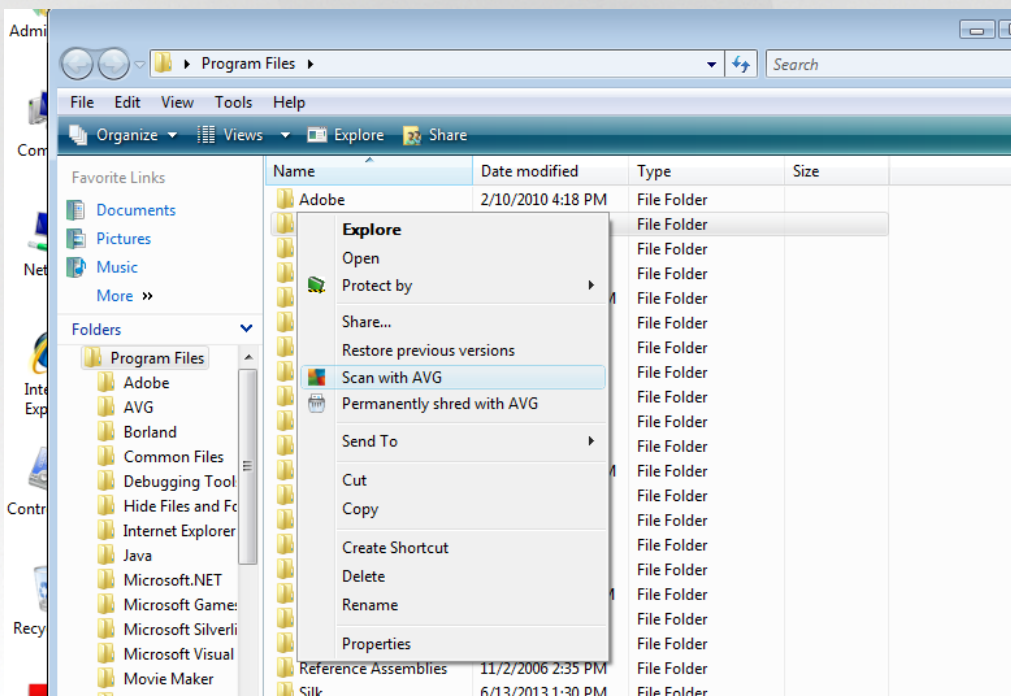 Admi
Program Files
Search
File Edit View Tools Help
Organize Views Explore Share
Com
Favorite Links
Name Date modified Type Size
Documents
Adobe 2/10/2010 4:18 PM File Folder
Pictures
Explore
File Folder
Music
Open
File Folder
Net
More »
Protect by
File Folder
M File Folder
Folders
Share...
File Folder
Program Files
Restore previous versions
File Folder
Adobe
Scan with AVG
File Folder
Inte
Exp
AVG
Permanently shred with AVG
File Folder
Borland
Send To
File Folder
Common Files
File Folder
Debugging Tool
Cut
M File Folder
Contr
Hide Files and Fo
Copy
File Folder
Internet Explorer
File Folder
Java
Create Shortcut
File Folder
Microsoft.NET
Delete
File Folder
Microsoft Games
Rename
M File Folder
Recy
Microsoft Silverli
File Folder
Microsoft Visual
Properties
File Folder
Movie Maker
Reference Assemblies 11/2/2006 2:35 PM File Folder
Silk 6/13/2013 1:30 PM File Folder